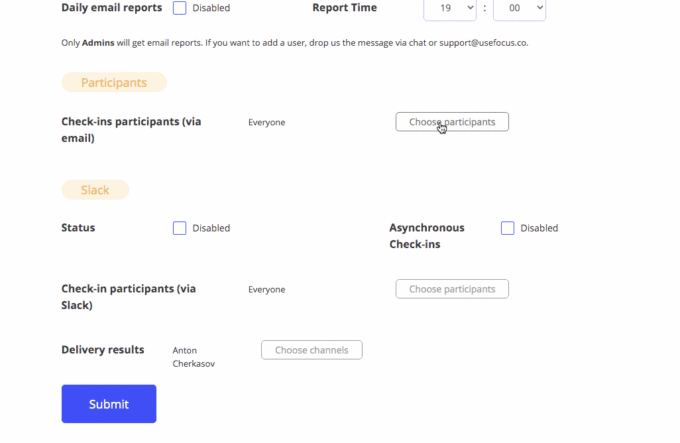 Daily email reports Disabled Report Time 19 : 00
Only Admins will get email reports. If you want to add a user, drop us the message via chat or support@usefocus.co.
Participants
Check-ins participants (via
email)
Everyone
Choose participants
Slack
Status Disabled
Asynchronous
Check-ins
Disabled
Check-in participants (via
Slack)
Everyone
Choose participants
Delivery results
Anton
Cherkasov
Choose channels
Submit